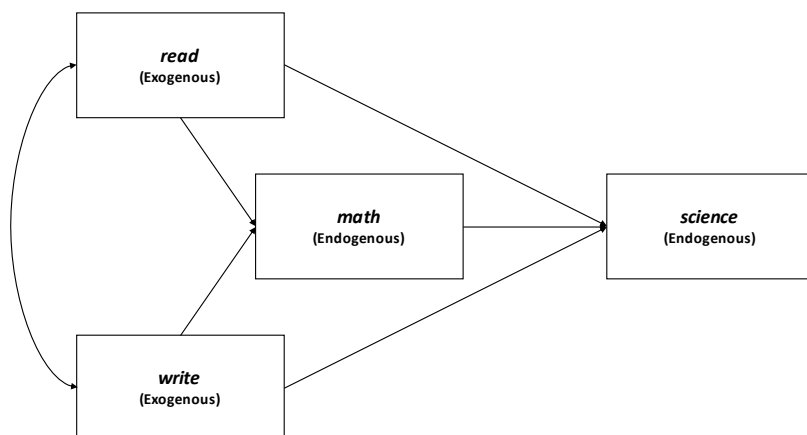 read
(Exogenous)
math
(Endogenous)
science
(Endogenous)
write
(Exogenous)